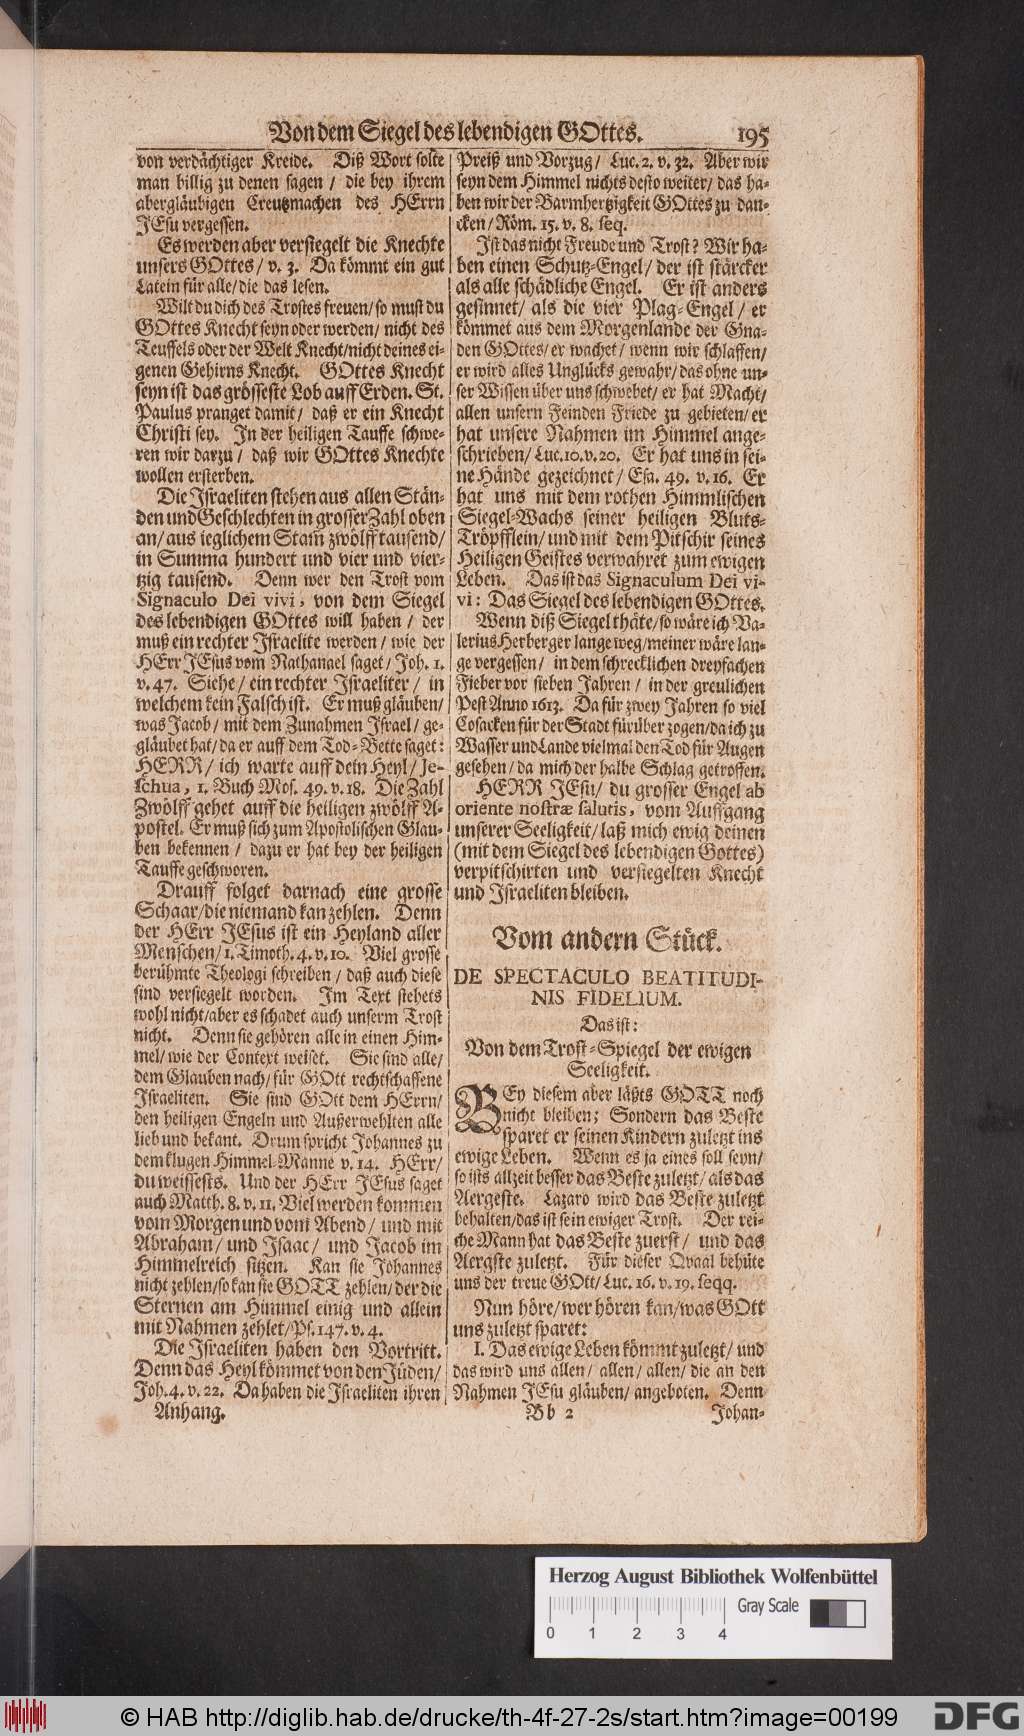 Von dem Siegel des lebendigen GOttes. 195
von verdächtiger Kreide. Diß Wort solte
man billig zu denen sagen / die bey ihrem
abergläubigen Creutzmachen des HErrn
JEsu vergessen.
Es werden aber versiegelt die Knechte
unsers GOttes / v. 3. Da kömmt ein gut
Latein für alle / die das lesen.
Wilt du dich des Trostes freuen / so must du
GOttes Knecht seyn oder werden / nicht des
Teuffels oder der Welt Knecht / nicht deines ei-
genen Gehirns Knecht. GOttes Knecht
seyn ist das grösseste Lob auff Erden. St.
Paulus pranget damit / daß er ein Knecht
Christi sey. In der heiligen Tauffe schwe-
ren wir darzu / daß wir GOttes Knechte
wollen ersterben.
Die Israeliten stehen aus allen Stän-
den und Geschlechten in grosser Zahl oben
an / aus ieglichem Stam̃ zwölff tausend /
in Summa hundert und vier und vier-
tzig tausend. Denn wer den Trost vom
Signaculo Dei vivi, von dem Siegel
des lebendigen GOttes will haben / der
muß ein rechter Israelite werden / wie der
HErr JEsus vom Nathanael saget / Joh. 1.
v. 47. Siehe / ein rechter Israeliter / in
welchem kein Falsch ist. Er muß gläuben /
was Jacob / mit dem Zunahmen Israel / ge-
gläubet hat / da er auff dem Tod-Bette saget:
HERR / ich warte auff dein Heyl / Je-
schua, 1. Buch Mos. 49. v. 18. Die Zahl
Zwölff gehet auff die heiligen zwölff A-
postel. Er muß sich zum Apostolischen Glau-
ben bekennen / dazu er hat bey der heiligen
Tauffe geschworen.
Drauff folget darnach eine grosse
Schaar / die niemand kan zehlen. Denn
der HErr JEsus ist ein Heyland aller
Menschen / 1. Timoth. 4. v. 10. Viel grosse
berühmte Theologi schreiben / daß auch diese
sind versiegelt worden. Im Text stehets
wohl nicht / aber es schadet auch unserm Trost
nicht. Denn sie gehören alle in einen Him-
mel / wie der Context weiset. Sie sind alle /
dem Glauben nach / für GOtt rechtschaffene
Israeliten. Sie sind GOtt dem HErrn /
den heiligen Engeln und Außerwehlten alle
lieb und bekant. Drum spricht Johannes zu
dem klugen Himmel-Manne v. 14. HErr /
du weissests. Und der HErr JEsus saget
auch Matth. 8. v. 11. Viel werden kommen
vom Morgen und vom Abend / und mit
Abraham / und Isaac / und Jacob im
Himmelreich sitzen. Kan sie Johannes
nicht zehlen / so kan sie GOTT zehlen / der die
Sternen am Himmel einig und allein
mit Nahmen zehlet / Ps. 147. v. 4.
Die Israeliten haben den Vortritt.
Denn das Heyl kömmet von den Jüden /
Joh. 4. v. 22. Da haben die Israeliten ihren
Anhang.
Preiß und Vorzug / Luc. 2. v. 32. Aber wir
seyn dem Himmel nichts desto weiter / das ha-
ben wir der Barmhertzigkeit GOttes zu dan-
cken / Röm. 15. v. 8. seq.
Ist das nicht Freude und Trost? Wir ha-
ben einen Schutz-Engel / der ist stärcker
als alle schädliche Engel. Er ist anders
gesinnet / als die vier Plag-Engel / er
kömmet aus dem Morgenlande der Gna-
den GOttes / er wachet / wenn wir schlaffen /
er wird alles Unglücks gewahr / das ohne un-
ser Wissen über uns schwebet / er hat Macht /
allen unsern Feinden Friede zu gebieten / er
hat unsere Nahmen im Himmel ange-
schrieben / Luc. 10. v. 20. Er hat uns in sei-
ne Hände gezeichnet / Esa. 49. v. 16. Er
hat uns mit dem rothen Himmlischen
Siegel-Wachs seiner heiligen Bluts-
Tröpfflein / und mit dem Pitschir seines
Heiligen Geistes verwahret zum ewigen
Leben. Das ist das Signaculum Dei vi-
vi: Das Siegel des lebendigen GOttes.
Wenn diß Siegel thäte / so wäre ich Va-
lerius Herberger lange weg / meiner wäre lan-
ge vergessen / in dem schrecklichen dreyfachen
Fieber vor sieben Jahren / in der greulichen
Pest Anno 1613. Da für zwey Jahren so viel
Cosacken für der Stadt fürüber zogen / da ich zu
Wasser und Lande vielmal den Tod für Augen
gesehen / da mich der halbe Schlag getroffen.
HERR JEsu / du grosser Engel ab
oriente nostræ salutis, vom Auffgang
unserer Seeligkeit / laß mich ewig deinen
(mit dem Siegel des lebendigen Gottes)
verpitschirten und versiegelten Knecht
und Israeliten bleiben.
Vom andern Stück.
DE SPECTACULO BEATITUDI-
NIS FIDELIUM.
Das ist:
Von dem Trost-Spiegel der ewigen
Seeligkeit.
BEy diesem aber läßts GOTT noch
nicht bleiben; Sondern das Beste
sparet er seinen Kindern zuletzt ins
ewige Leben. Wenn es ja eines soll seyn /
so ists allzeit besser das Beste zuletzt / als das
Aergeste. Lazaro wird das Beste zuletzt
behalten / das ist sein ewiger Trost. Der rei-
che Mann hat das Beste zuerst / und das
Aergste zuletzt. Für dieser Qvaal behüte
uns der treue GOtt / Luc. 16. v. 19. seqq.
Nun höre / wer hören kan / was GOtt
uns zuletzt sparet:
I. Das ewige Leben kömmt zuletzt / und
das wird uns allen / allen / allen / die an den
Nahmen JEsu gläuben / angeboten. Denn
Bb 2 Johan-
Herzog August Bibliothek Wolfenbüttel
Gray Scale
0 1 2 3 4
© HAB http://diglib.hab.de/drucke/th-4f-27-2s/start.htm?image=00199
DFG